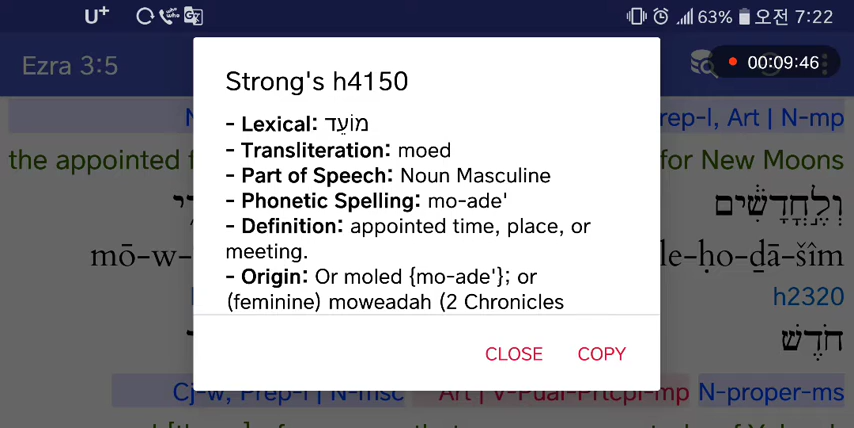 U+ 63% 오전 7:22
Ezra 3:5 00:09:46
Strong's h4150
- Lexical: מוֹעֵד
- Transliteration: moed
- Part of Speech: Noun Masculine
- Phonetic Spelling: mo-ade'
- Definition: appointed time, place, or
meeting.
- Origin: Or moled {mo-ade'}; or
(feminine) moweadah (2 Chronicles
CLOSE COPY
rep-l, Art | N-mp
the appointed for New Moons
וְלֶחֳדָשִׁ֔ים
mō-w- le-ḥo-ḏā-šîm
h2320
חֹדֶשׁ
Cj-w, Prep-l | N-msc Art | V-Pual-Prtcpl-mp N-proper-ms